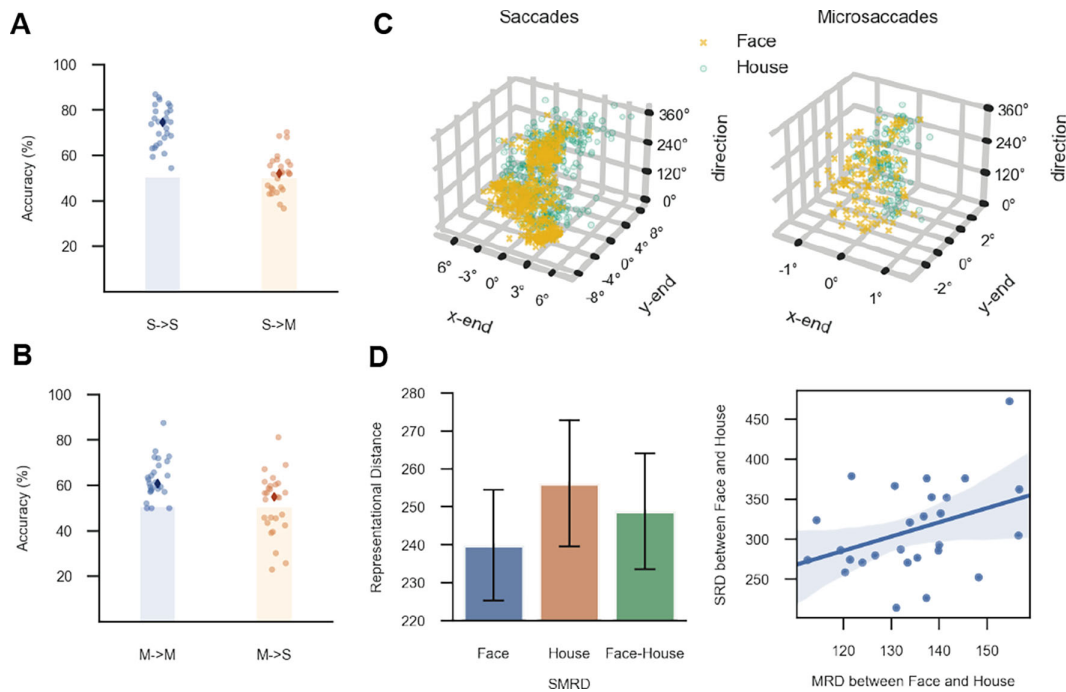 A
100
80
60
40
20
Accuracy (%)
S->S
S->M
B
100
80
60
40
20
Accuracy (%)
M->M
M->S
C
Saccades
Microsaccades
Face
House
360°
240°
120°
0°
direction
6°
-3°
0°
3°
6°
x-end
-8°
-4°
0°
4°
8°
y-end
360°
240°
120°
0°
direction
-1°
0°
1°
x-end
-2°
0°
2°
y-end
D
280
270
260
250
240
230
220
Representational Distance
Face
House
Face-House
SMRD
450
400
350
300
250
SRD between Face and House
120
130
140
150
MRD between Face and House